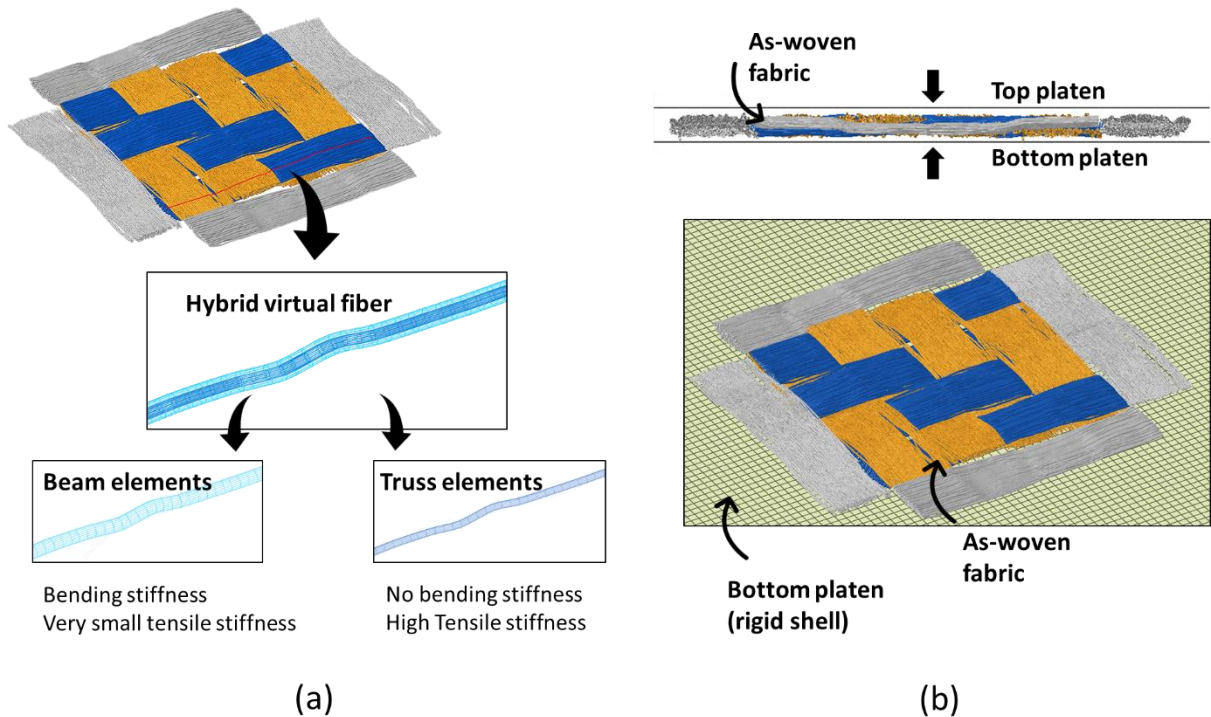 Hybrid virtual fiber
Beam elements
Truss elements
Bending stiffness
Very small tensile stiffness
No bending stiffness
High Tensile stiffness
(a)
As-woven
fabric
Top platen
Bottom platen
As-woven
fabric
Bottom platen
(rigid shell)
(b)